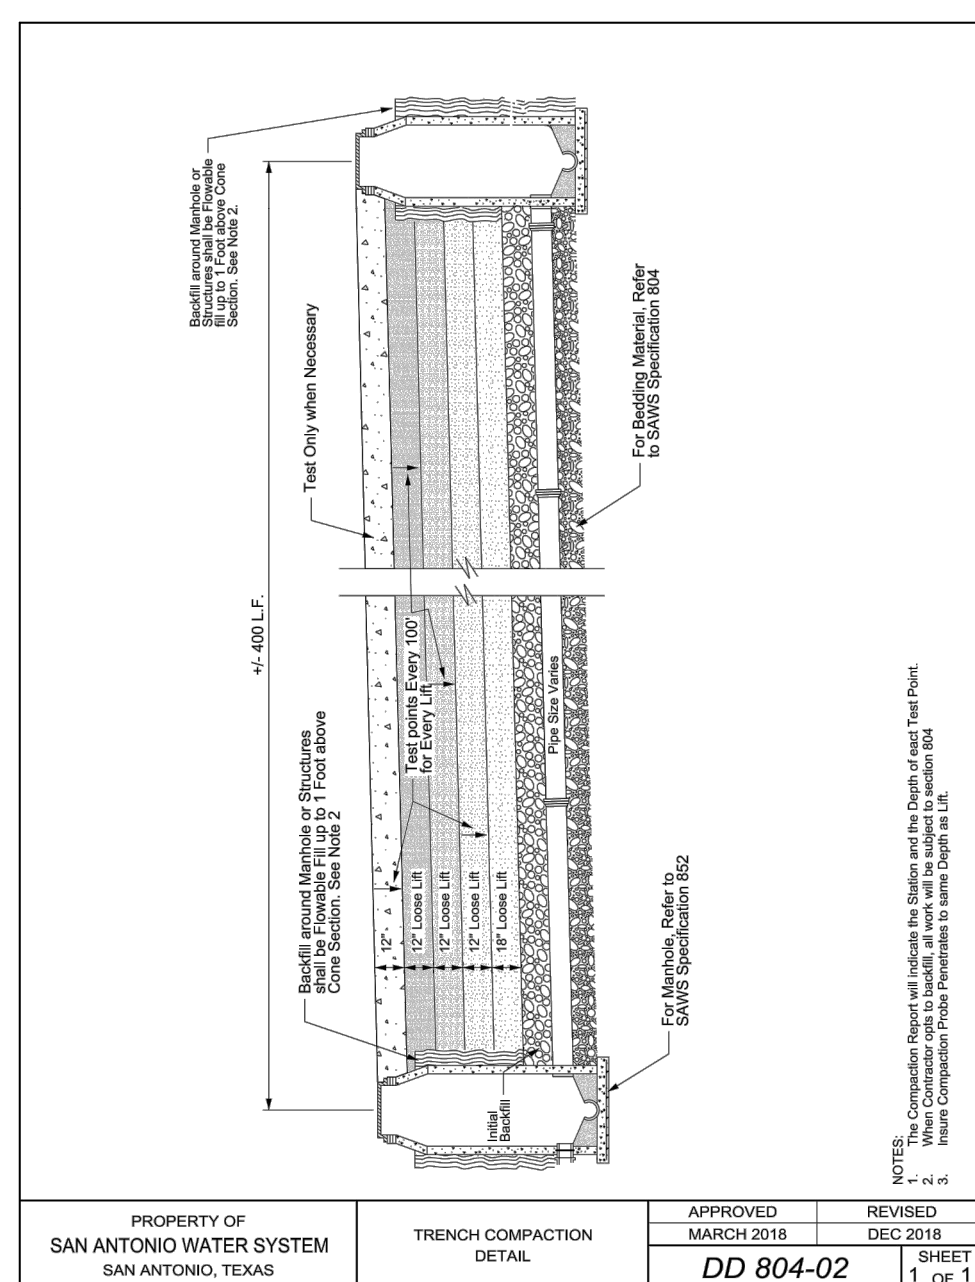 Backfill around Manhole or
Structures shall be Flowable
fill up to 1 Foot above Cone
Section. See Note 2.
Test Only when Necessary
+/- 400 L.F.
For Bedding Material, Refer
to SAWS Specification 804
Test points Every 100'
for Every Lift
Pipe Size Varies
Backfill around Manhole or Structures
shall be Flowable Fill up to 1 Foot above
Cone Section. See Note 2
12"
12" Loose Lift
12" Loose Lift
12" Loose Lift
18" Loose Lift
Initial
Backfill
For Manhole, Refer to
SAWS Specification 852
NOTES:
1. The Compaction Report will indicate the Station and the Depth of eact Test Point.
2. When Contractor opts to backfill, all work will be subject to section 804
3. Insure Compaction Probe Penetrates to same Depth as Lift.
PROPERTY OF
SAN ANTONIO WATER SYSTEM
SAN ANTONIO, TEXAS
TRENCH COMPACTION
DETAIL
APPROVED
MARCH 2018
REVISED
DEC 2018
DD 804-02
SHEET
1 OF 1